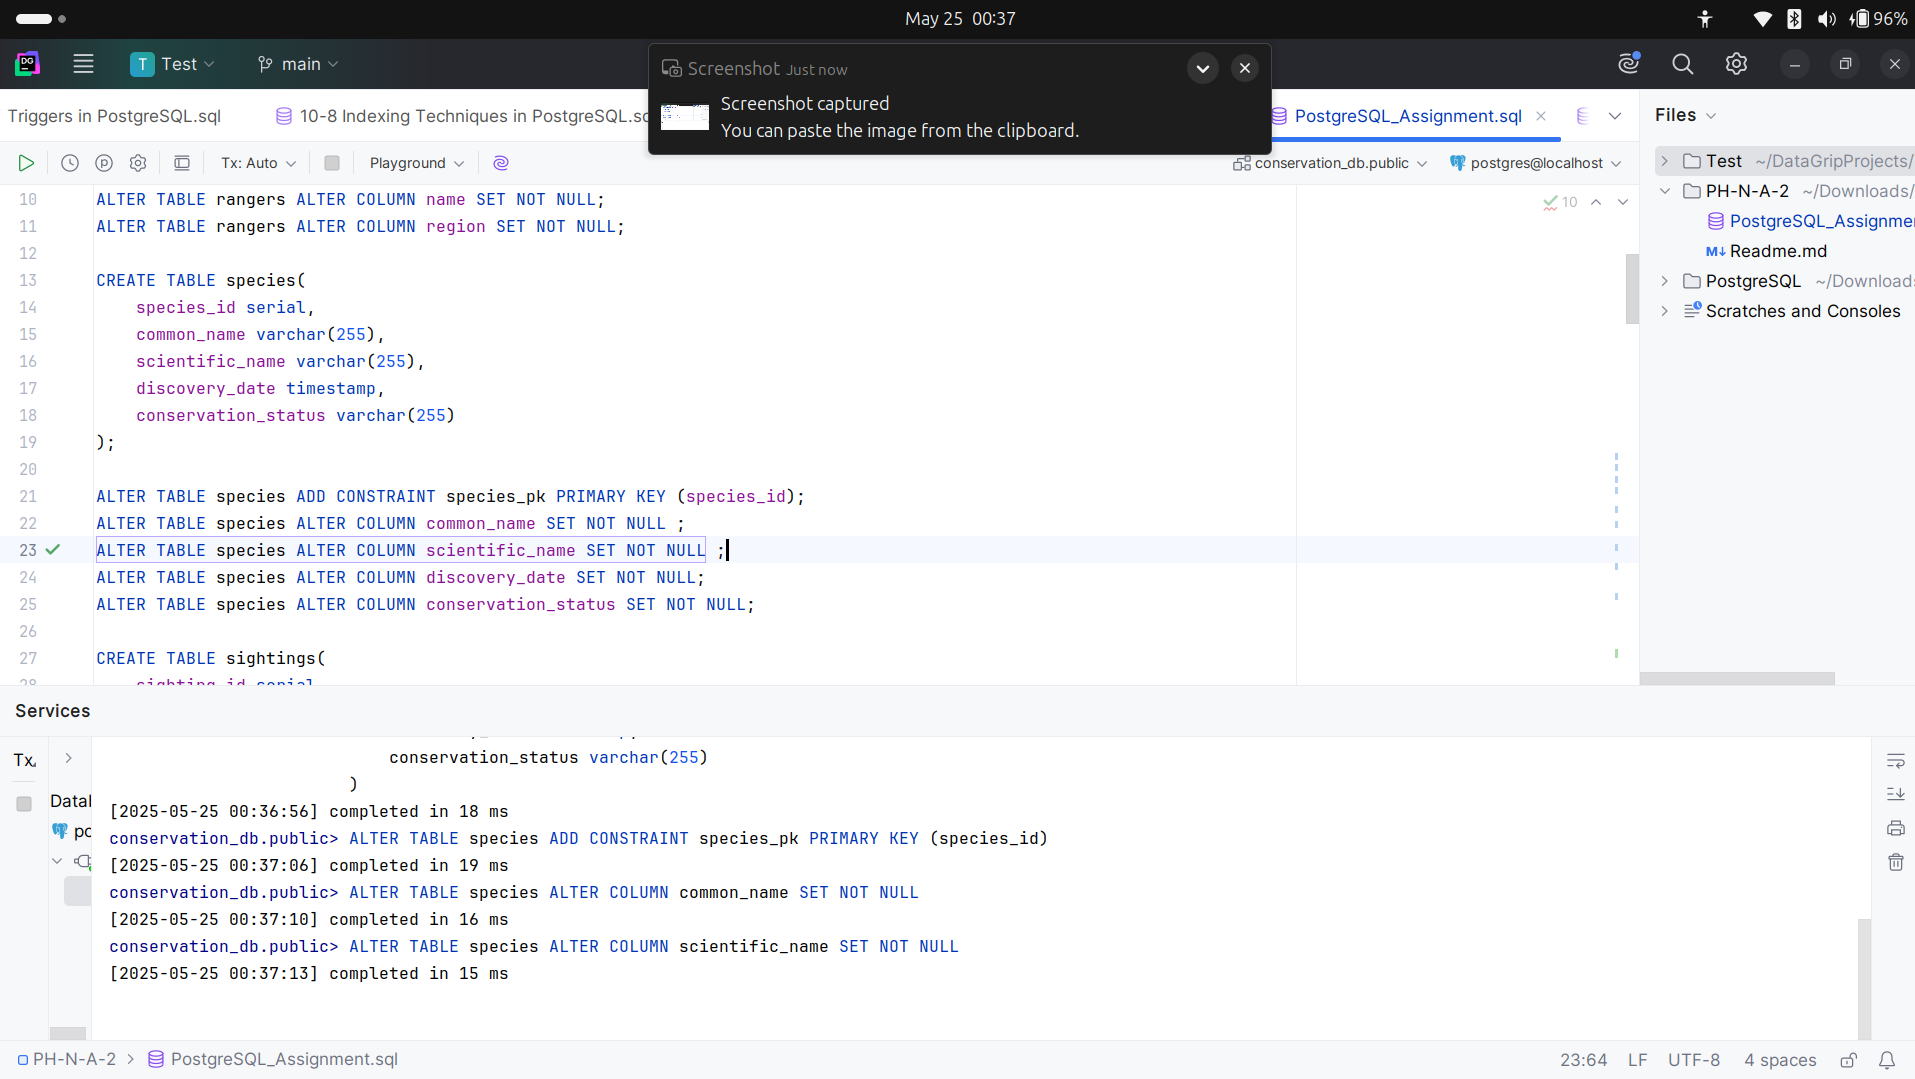 May 25 00:37
96%
DG
T Test
main
Screenshot Just now
Screenshot captured
You can paste the image from the clipboard.
Triggers in PostgreSQL.sql
10-8 Indexing Techniques in PostgreSQL.sq
PostgreSQL_Assignment.sql
Files
Tx: Auto
Playground
conservation_db.public
postgres@localhost
Test ~/DataGripProjects/
PH-N-A-2 ~/Downloads/
PostgreSQL_Assignme
M↓ Readme.md
PostgreSQL ~/Download
Scratches and Consoles
10
10 ALTER TABLE rangers ALTER COLUMN name SET NOT NULL;
11 ALTER TABLE rangers ALTER COLUMN region SET NOT NULL;
12
13 CREATE TABLE species(
14 species_id serial,
15 common_name varchar(255),
16 scientific_name varchar(255),
17 discovery_date timestamp,
18 conservation_status varchar(255)
19 );
20
21 ALTER TABLE species ADD CONSTRAINT species_pk PRIMARY KEY (species_id);
22 ALTER TABLE species ALTER COLUMN common_name SET NOT NULL ;
23 ALTER TABLE species ALTER COLUMN scientific_name SET NOT NULL ;
24 ALTER TABLE species ALTER COLUMN discovery_date SET NOT NULL;
25 ALTER TABLE species ALTER COLUMN conservation_status SET NOT NULL;
26
27 CREATE TABLE sightings(
28 sighting_id serial
Services
Tx
Datal
po
conservation_status varchar(255)
)
[2025-05-25 00:36:56] completed in 18 ms
conservation_db.public> ALTER TABLE species ADD CONSTRAINT species_pk PRIMARY KEY (species_id)
[2025-05-25 00:37:06] completed in 19 ms
conservation_db.public> ALTER TABLE species ALTER COLUMN common_name SET NOT NULL
[2025-05-25 00:37:10] completed in 16 ms
conservation_db.public> ALTER TABLE species ALTER COLUMN scientific_name SET NOT NULL
[2025-05-25 00:37:13] completed in 15 ms
PH-N-A-2 > PostgreSQL_Assignment.sql
23:64 LF UTF-8 4 spaces